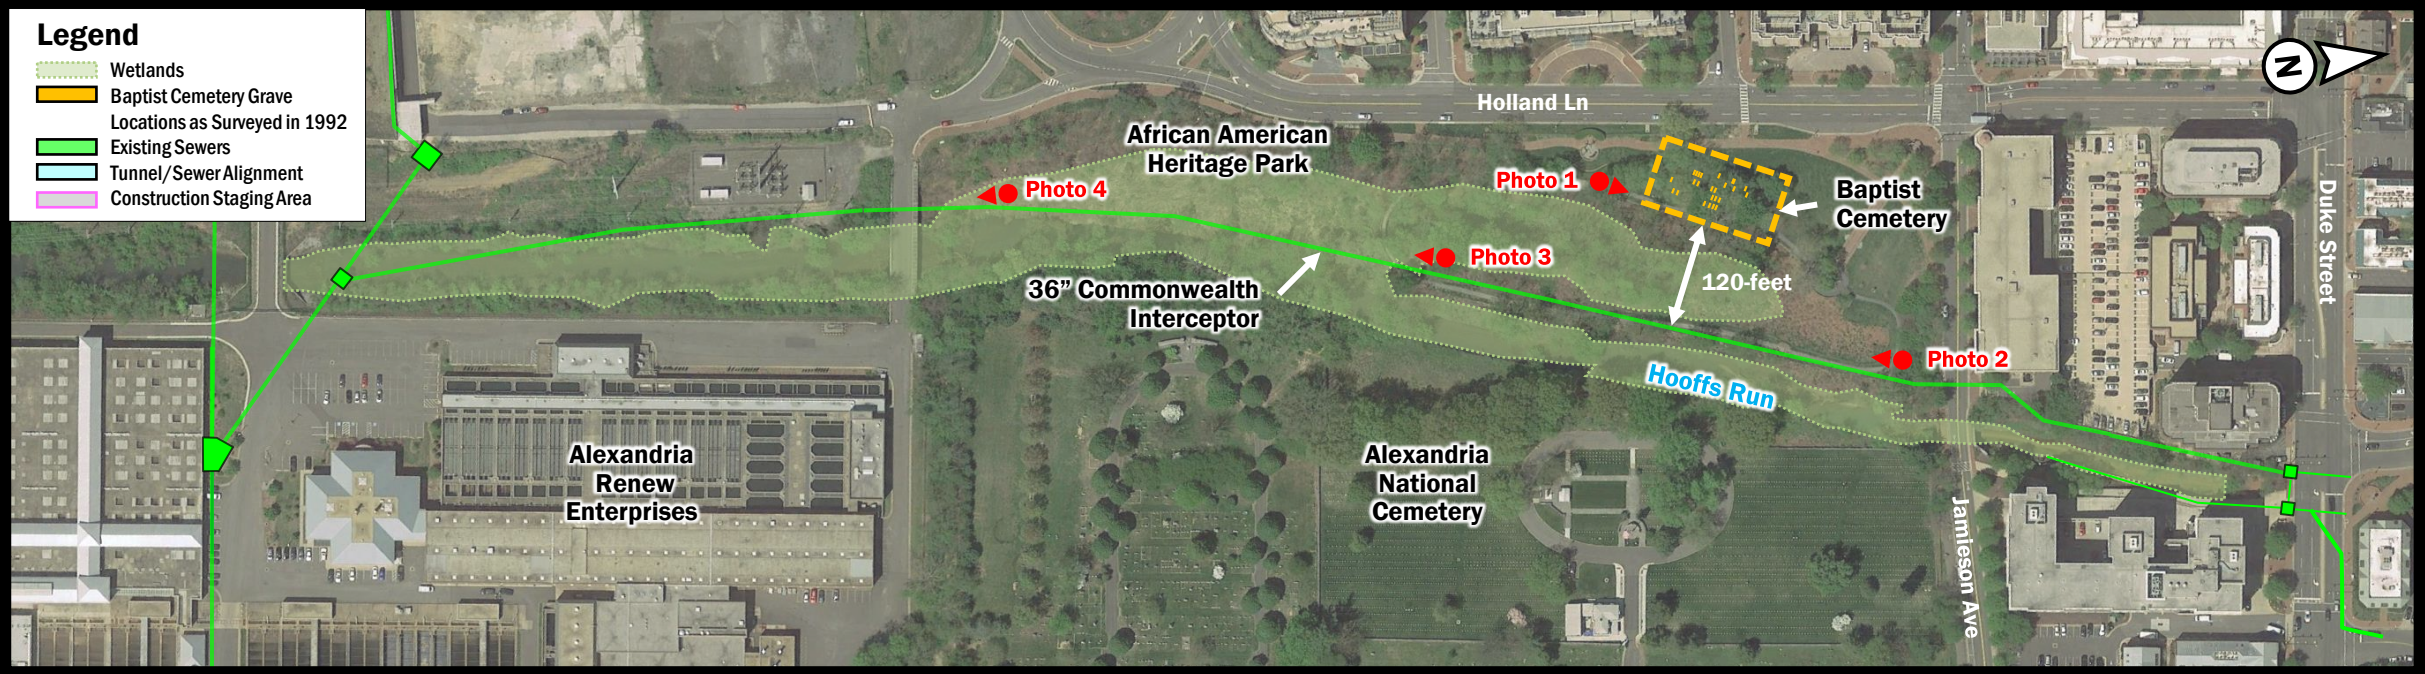 Legend
Wetlands
Baptist Cemetery Grave
Locations as Surveyed in 1992
Existing Sewers
Tunnel/Sewer Alignment
Construction Staging Area
Holland Ln
N
African American
Heritage Park
Photo 4
Photo 1
Baptist
Cemetery
Duke Street
Photo 3
120-feet
36” Commonwealth
Interceptor
Photo 2
Hooffs Run
Alexandria
Renew
Enterprises
Alexandria
National
Cemetery
Jamieson Ave